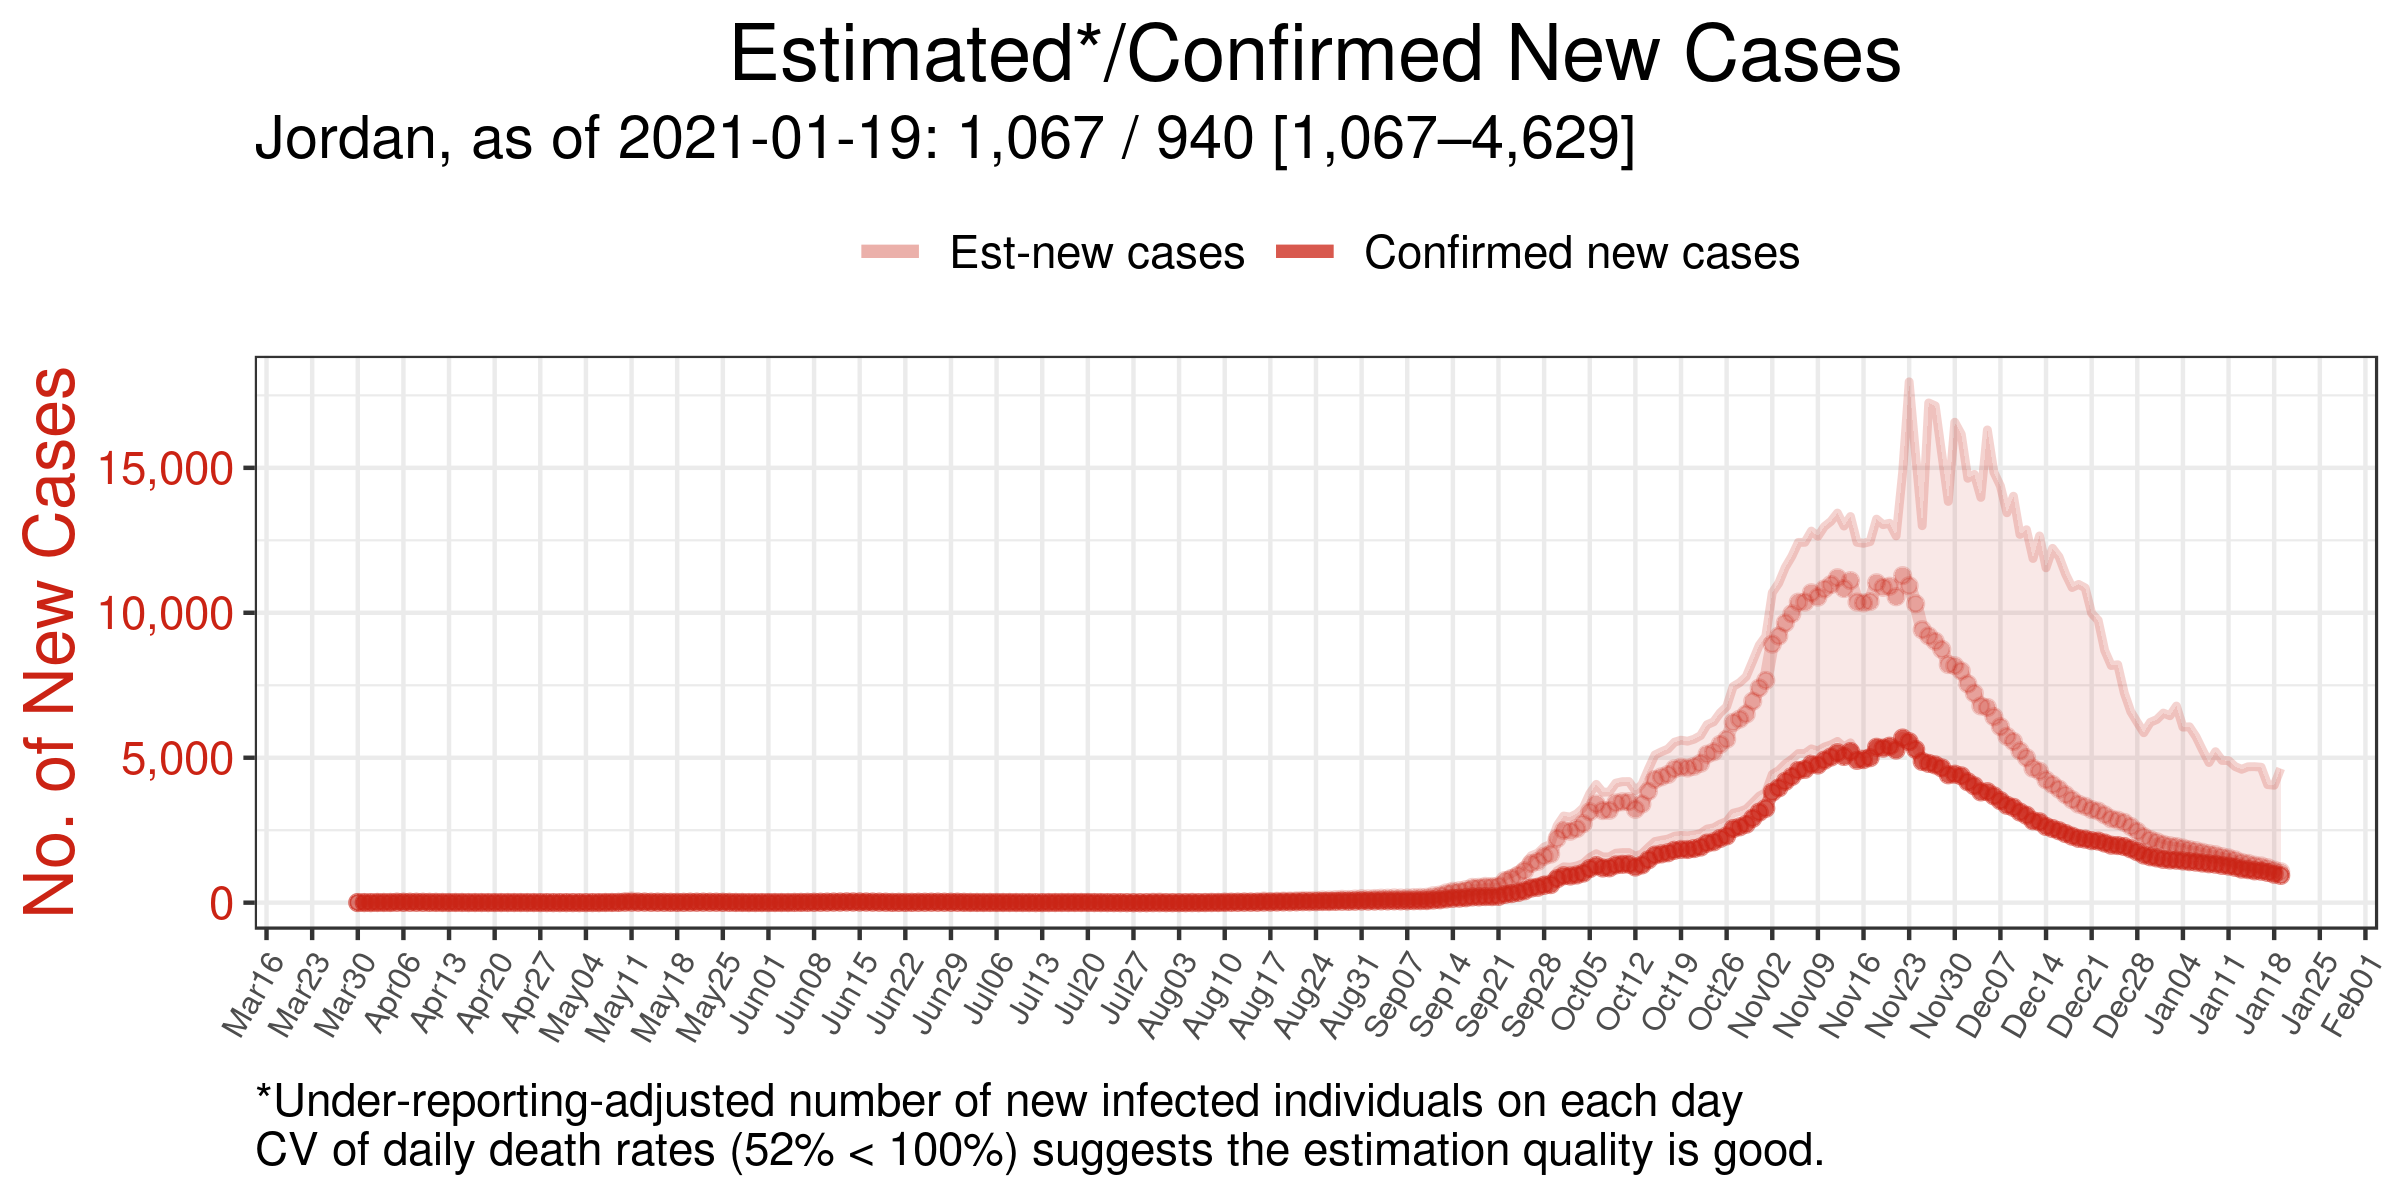 Estimated*/Confirmed New Cases
Jordan, as of 2021-01-19: 1,067 / 940 [1,067–4,629]
Est-new cases
Confirmed new cases
No. of New Cases
15,000
10,000
5,000
0
Mar16
Mar23
Mar30
Apr06
Apr13
Apr20
Apr27
May04
May11
May18
May25
Jun01
Jun08
Jun15
Jun22
Jun29
Jul06
Jul13
Jul20
Jul27
Aug03
Aug10
Aug17
Aug24
Aug31
Sep07
Sep14
Sep21
Sep28
Oct05
Oct12
Oct19
Oct26
Nov02
Nov09
Nov16
Nov23
Nov30
Dec07
Dec14
Dec21
Dec28
Jan04
Jan11
Jan18
Jan25
Feb01
*Under-reporting-adjusted number of new infected individuals on each day
CV of daily death rates (52% < 100%) suggests the estimation quality is good.